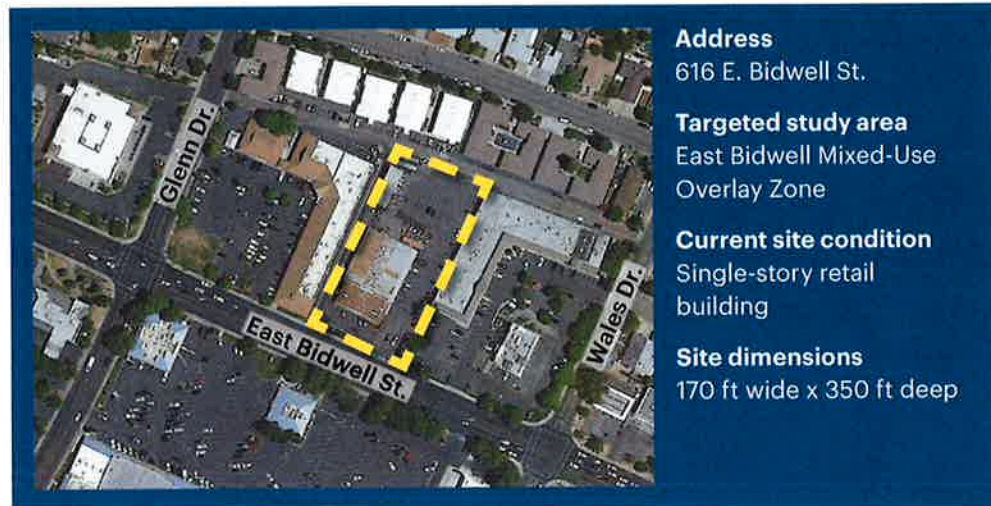 Glenn Dr.
East Bidwell St.
Wales Dr.
Address
616 E. Bidwell St.
Targeted study area
East Bidwell Mixed-Use
Overlay Zone
Current site condition
Single-story retail
building
Site dimensions
170 ft wide x 350 ft deep